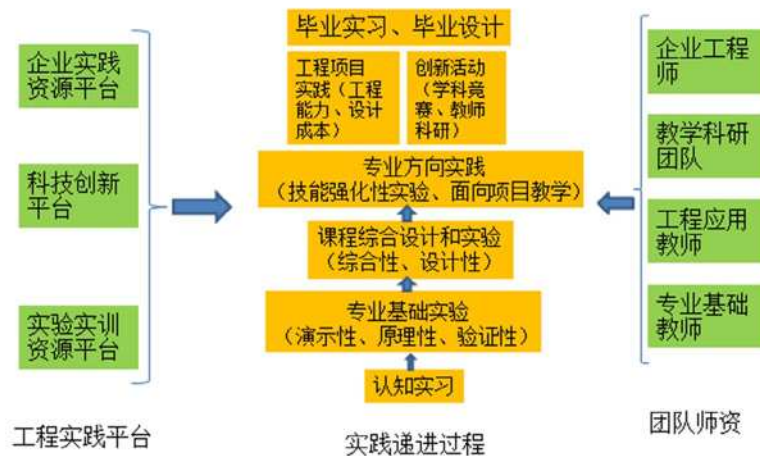 企业实践
资源平台
科技创新
平台
实验实训
资源平台
工程实践平台
毕业实习、毕业设计
工程项目
实践（工程
能力、设计
成本）
创新活动
（学科竞
赛、教师
科研）
专业方向实践
（技能强化性实验、面向项目教学）
课程综合设计和实验
（综合性、设计性）
专业基础实验
（演示性、原理性、验证性）
认知实习
实践递进过程
企业工程
师
教学科研
团队
工程应用
教师
专业基础
教师
团队师资